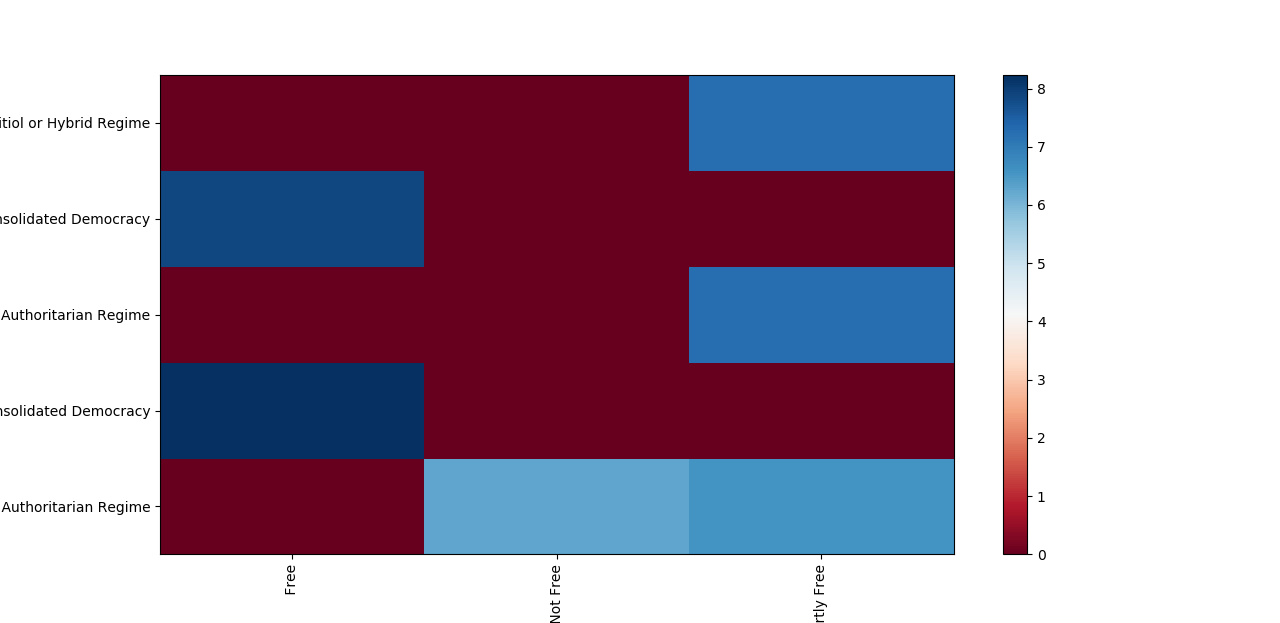 itiol or Hybrid Regime
nsolidated Democracy
Authoritarian Regime
nsolidated Democracy
Authoritarian Regime
Free
Not Free
rtly Free
8
7
6
5
4
3
2
1
0